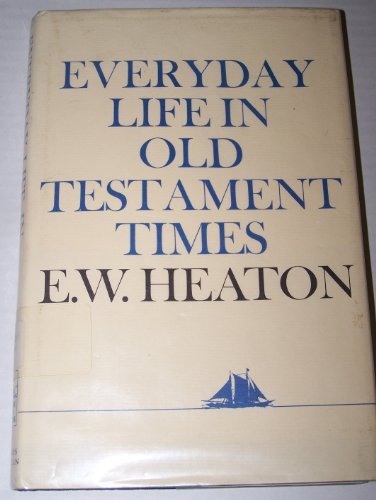 EVERYDAY
LIFE IN
OLD
TESTAMENT
TIMES
E.W. HEATON